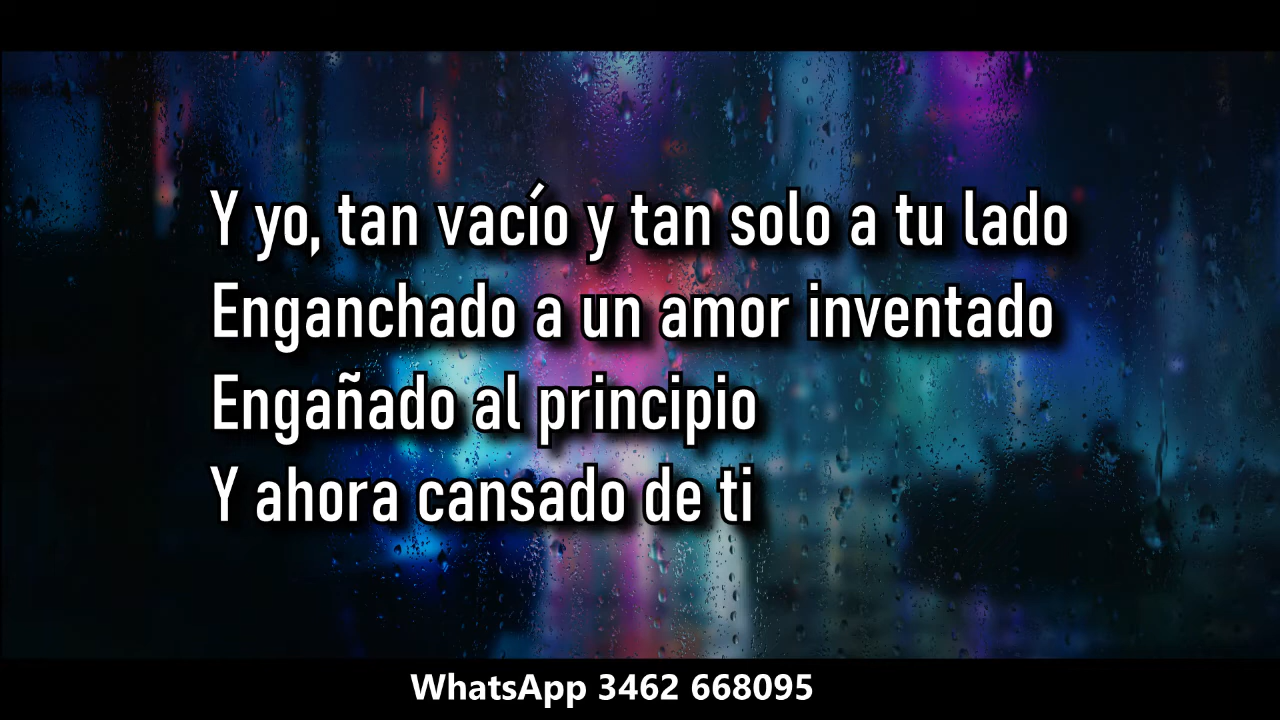 Y yo, tan vacío y tan solo a tu lado
Enganchado a un amor inventado
Engañado al principio
Y ahora cansado de ti
WhatsApp 3462 668095